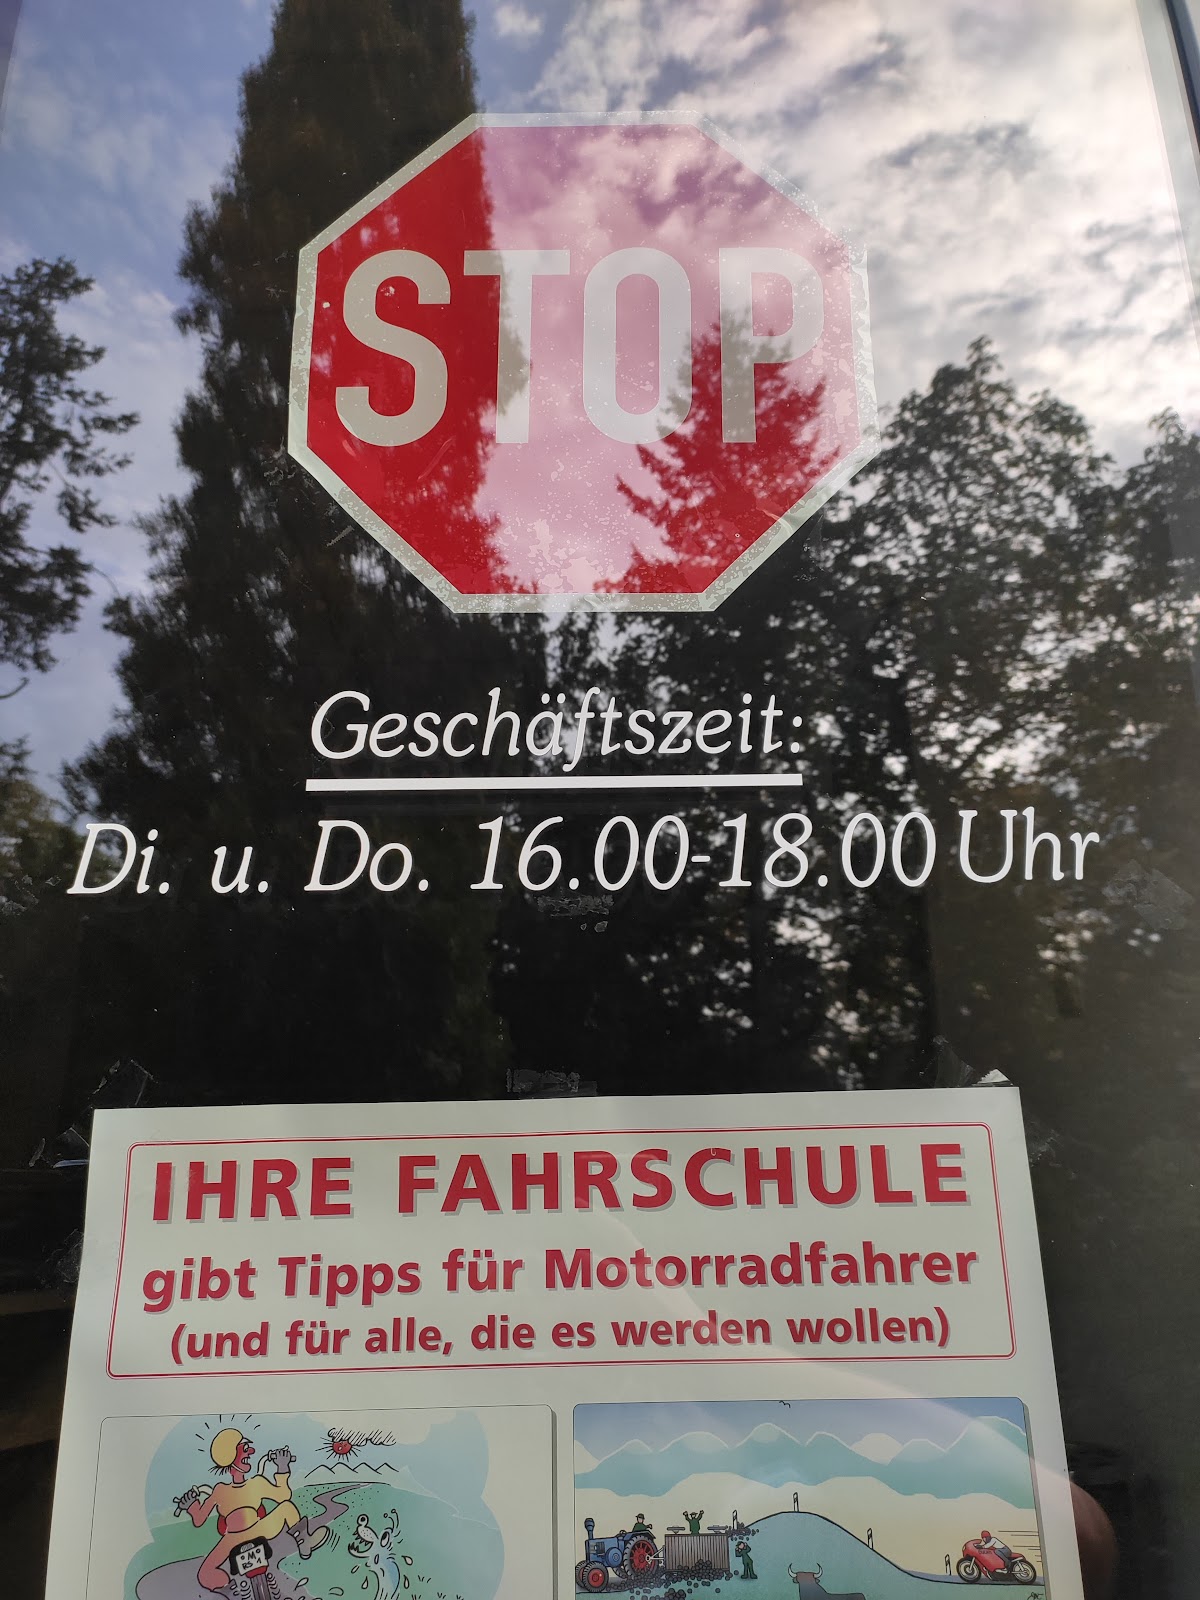 STOP
Geschäftszeit:
Di. u. Do. 16.00-18.00 Uhr
IHRE FAHRSCHULE
gibt Tipps für Motorradfahrer
(und für alle, die es werden wollen)